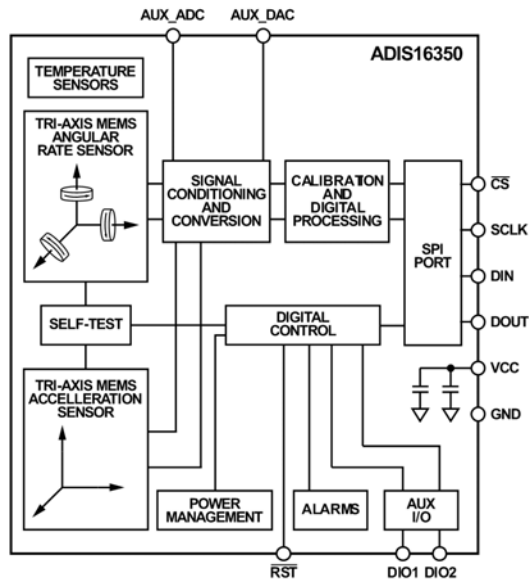 AUX_ADC
AUX_DAC
ADIS16350
TEMPERATURE
SENSORS
TRI-AXIS MEMS
ANGULAR
RATE SENSOR
SIGNAL
CONDITIONING
AND
CONVERSION
CALIBRATION
AND
DIGITAL
PROCESSING
SPI
PORT
CS
SCLK
DIN
DOUT
SELF-TEST
DIGITAL
CONTROL
VCC
GND
TRI-AXIS MEMS
ACCELLERATION
SENSOR
POWER
MANAGEMENT
ALARMS
AUX
I/O
RST
DIO1
DIO2